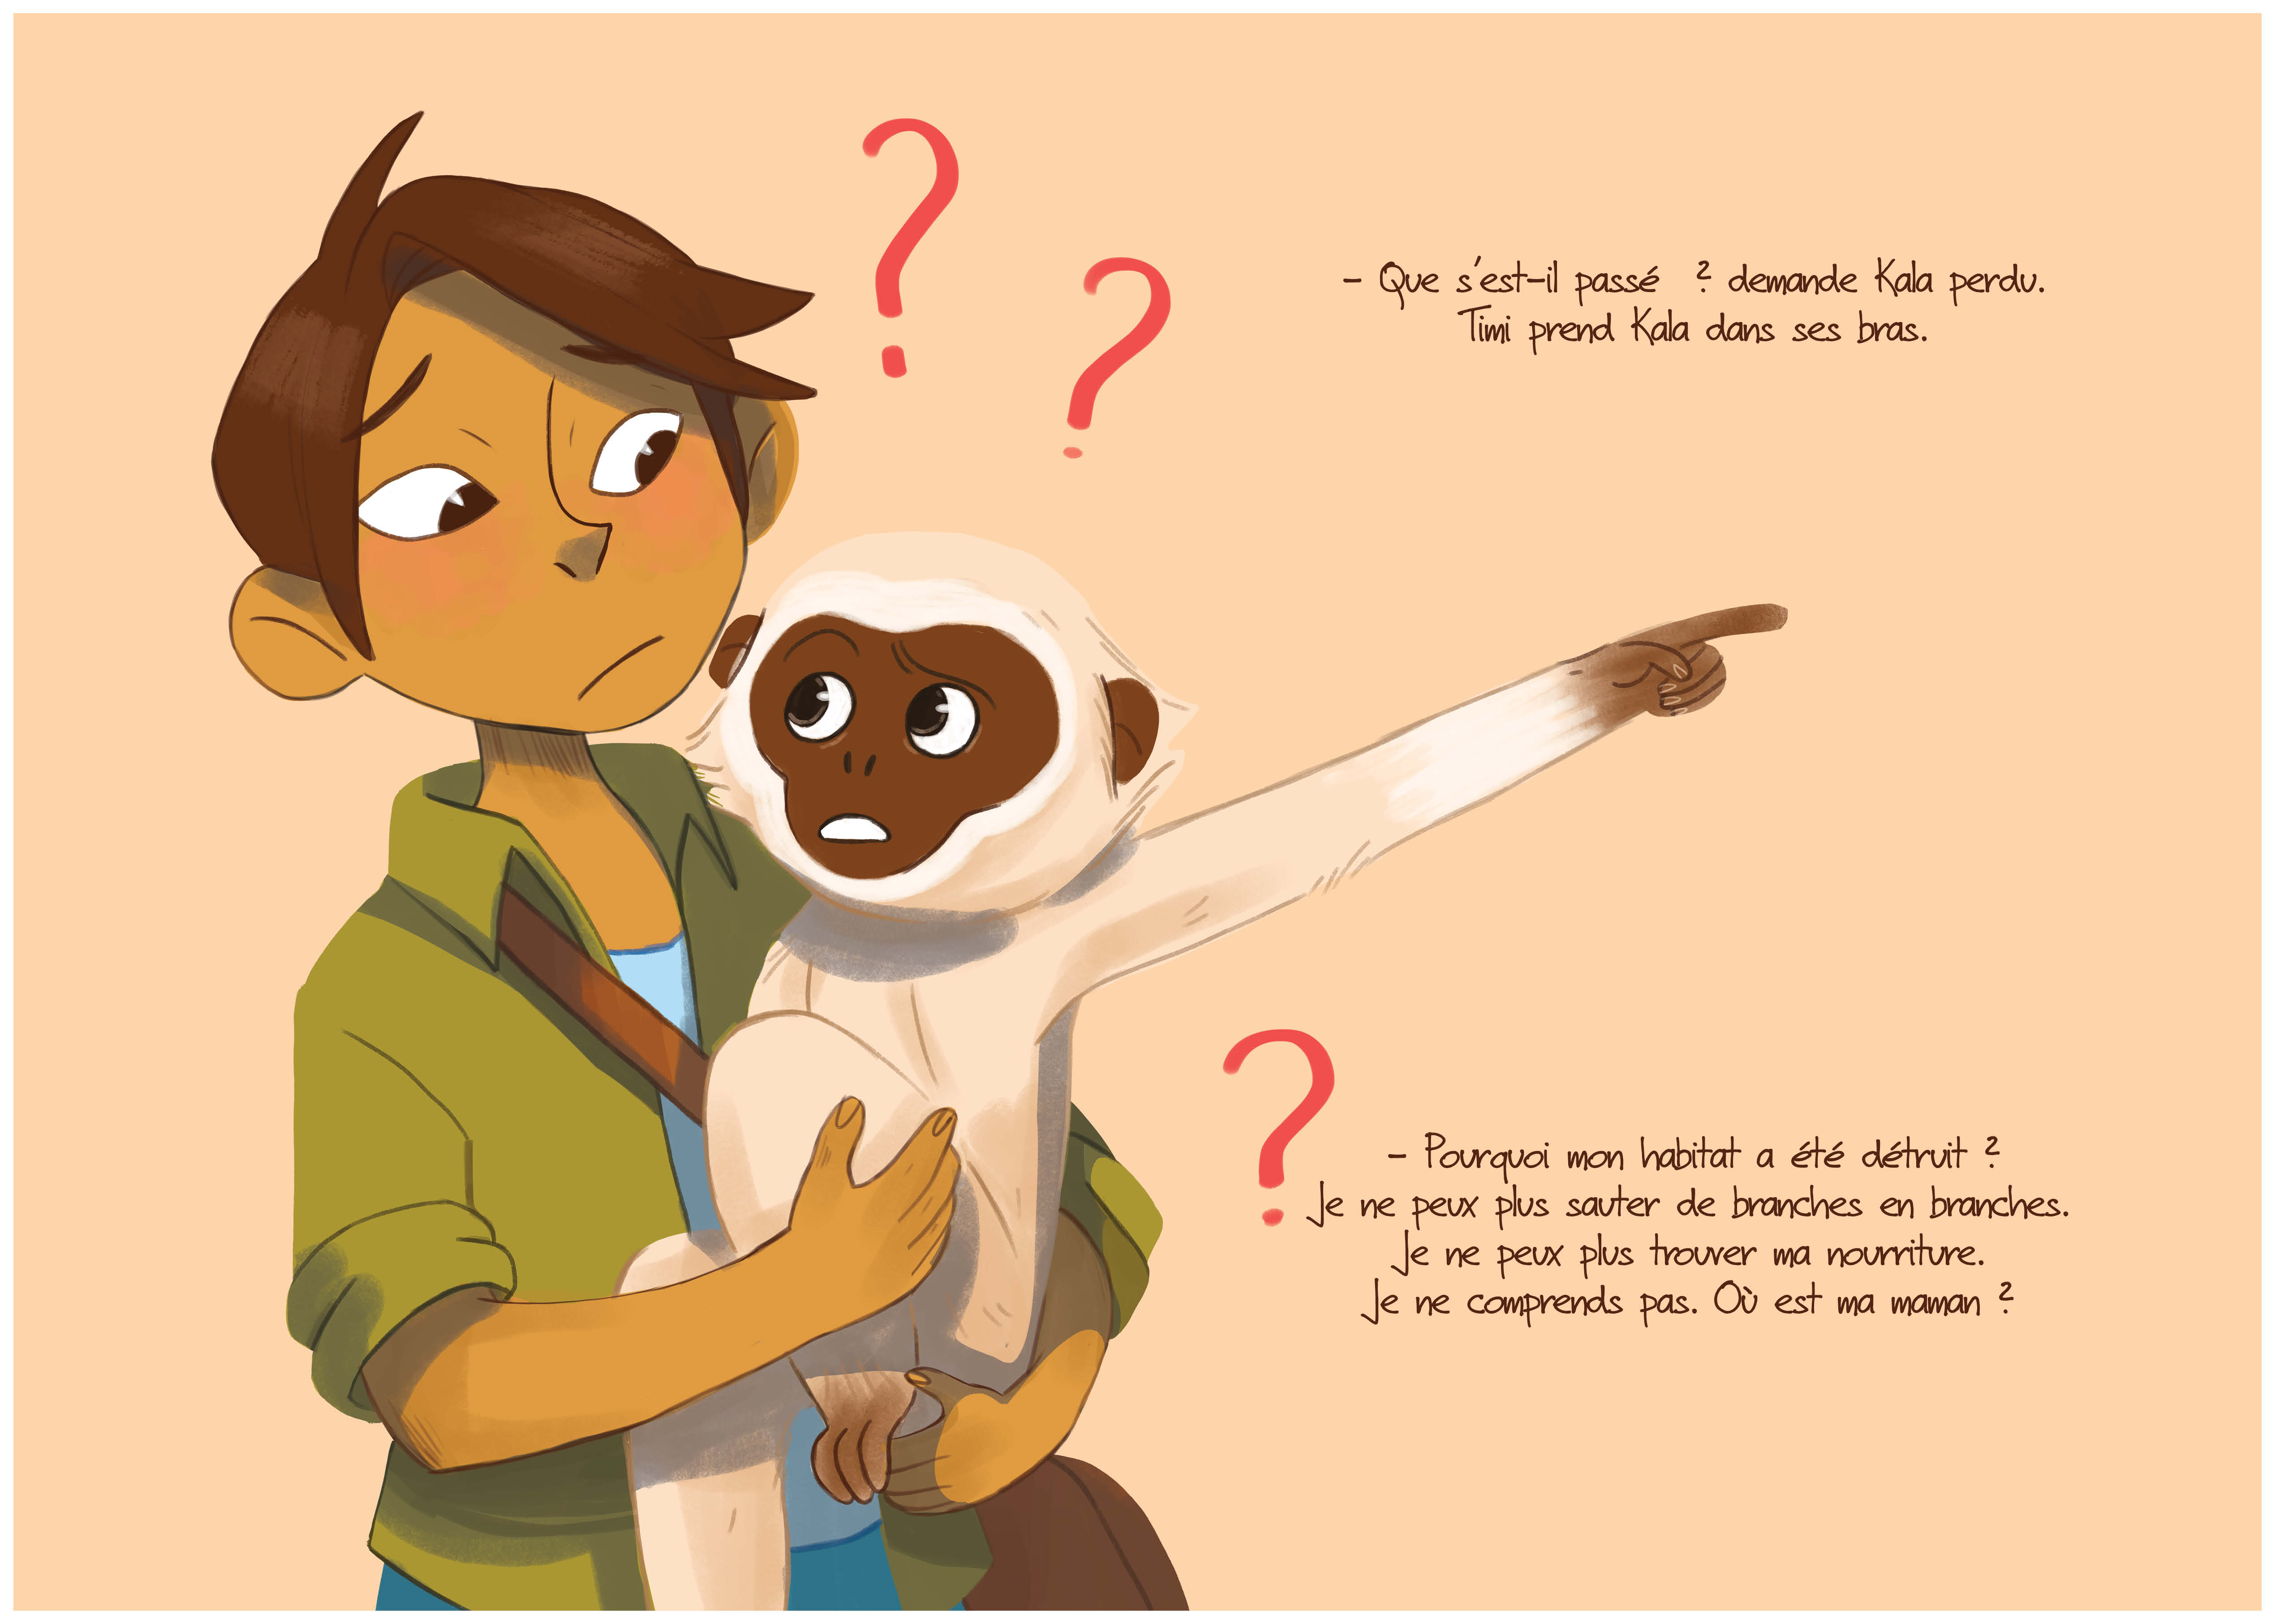 - Que s'est-il passé ? demande Kala perdu.
Timi prend Kala dans ses bras.
- Pourquoi mon habitat a été détruit ?
Je ne peux plus sauter de branches en branches.
Je ne peux plus trouver ma nourriture.
Je ne comprends pas. Où est ma maman ?